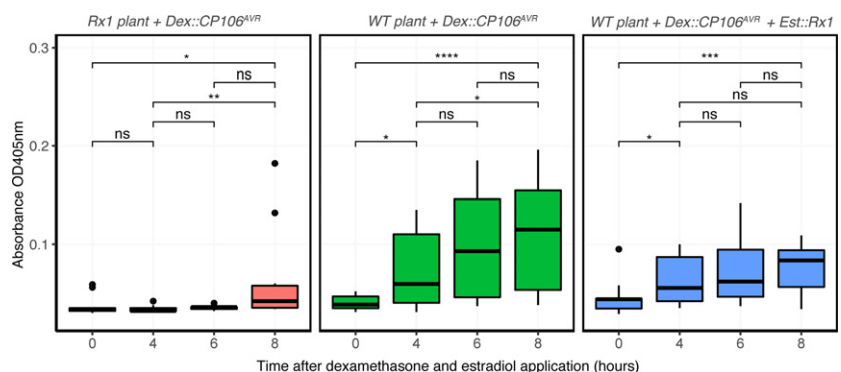 Rx1 plant + Dex::CP106^AVR
WT plant + Dex::CP106^AVR
WT plant + Dex::CP106^AVR + Est::Rx1
Absorbance OD405nm
0.3
0.2
0.1
*
ns
**
ns
ns
****
ns
*
ns
*
***
ns
ns
ns
*
0 4 6 8
0 4 6 8
0 4 6 8
Time after dexamethasone and estradiol application (hours)